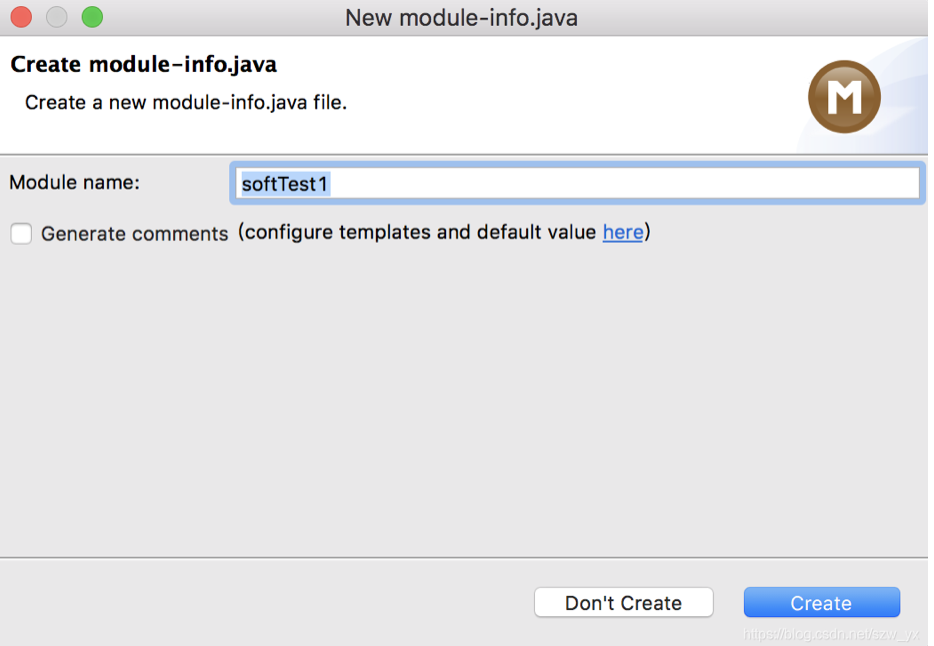 New module-info.java
Create module-info.java
Create a new module-info.java file.
M
Module name: softTest1
Generate comments (configure templates and default value here)
Don't Create Create
https://blog.csdn.net/szw_yx